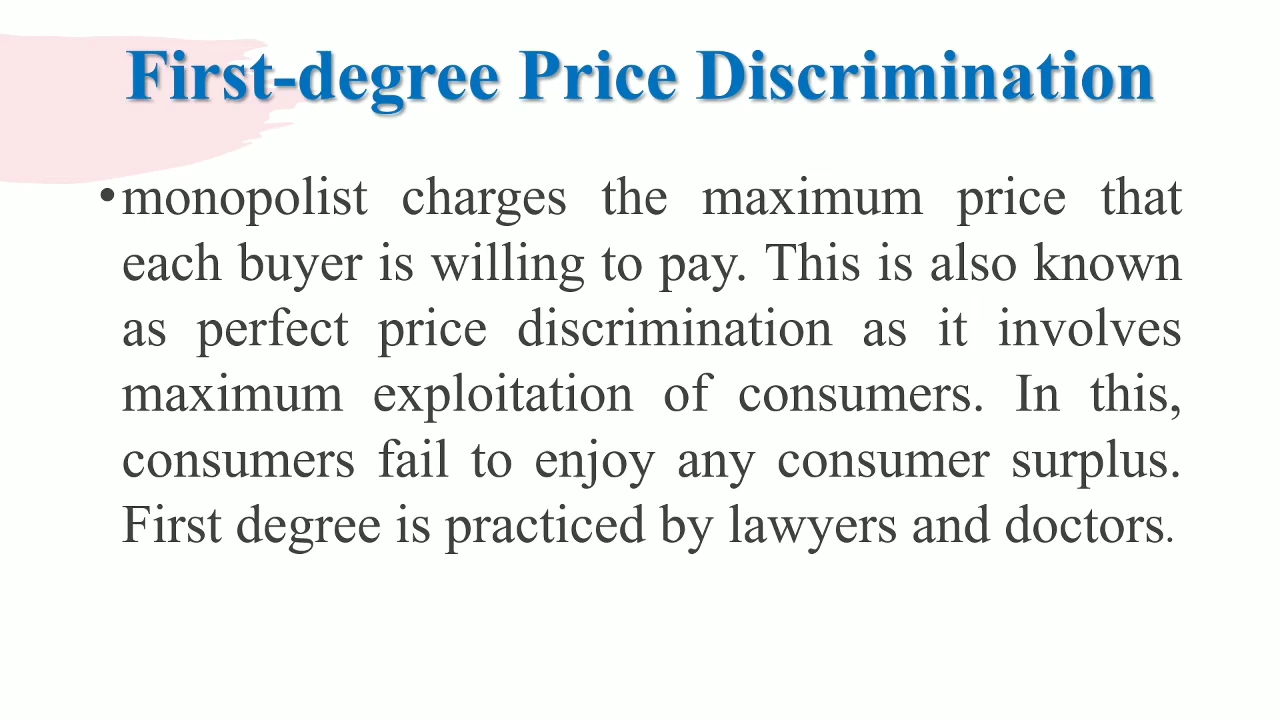 First-degree Price Discrimination
•monopolist charges the maximum price that
each buyer is willing to pay. This is also known
as perfect price discrimination as it involves
maximum exploitation of consumers. In this,
consumers fail to enjoy any consumer surplus.
First degree is practiced by lawyers and doctors.